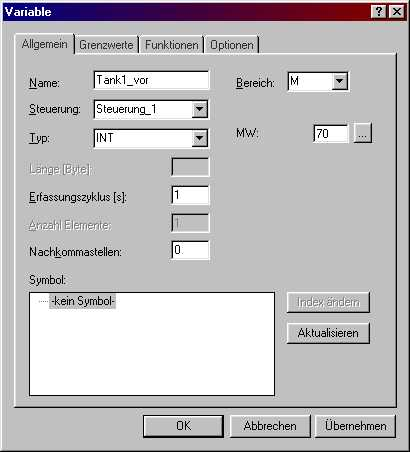 Variable
Allgemein Grenzwerte Funktionen Optionen
Name: Tank1_vor Bereich: M
Steuerung: Steuerung_1
Typ: INT MW: 70 ...
Länge [Byte]:
Erfassungszyklus [s]: 1
Anzahl Elemente: 1
Nachkommastellen: 0
Symbol:
-kein Symbol- Index ändern
Aktualisieren
OK Abbrechen Übernehmen